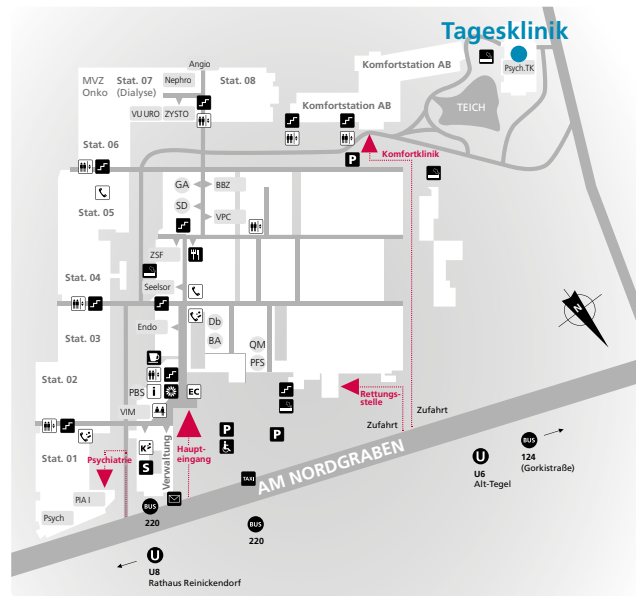 Tagesklinik
Psych.TK
Angio
MVZ
Onko
Stat. 07
(Dialyse)
Nephro
Stat. 08
VU URO
ZYSTO
Komfortstation AB
Komfortstation AB
TEICH
Stat. 06
P
Komfortklinik
GA
BBZ
SD
VPC
Stat. 05
ZSF
Stat. 04
Seelsor
Stat. 03
Endo
Db
BA
QM
PFS
Stat. 02
PBS
i
EC
VIM
Rettungs-
stelle
N
Zufahrt
Zufahrt
P
P
K
S
Verwaltung
Haupt-
eingang
Stat. 01
Psychiatrie
PIA I
Psych
TAXI
AM NORDGRABEN
BUS
220
BUS
220
U
U6
Alt-Tegel
BUS
124
(Gorkistraße)
U
U8
Rathaus Reinickendorf